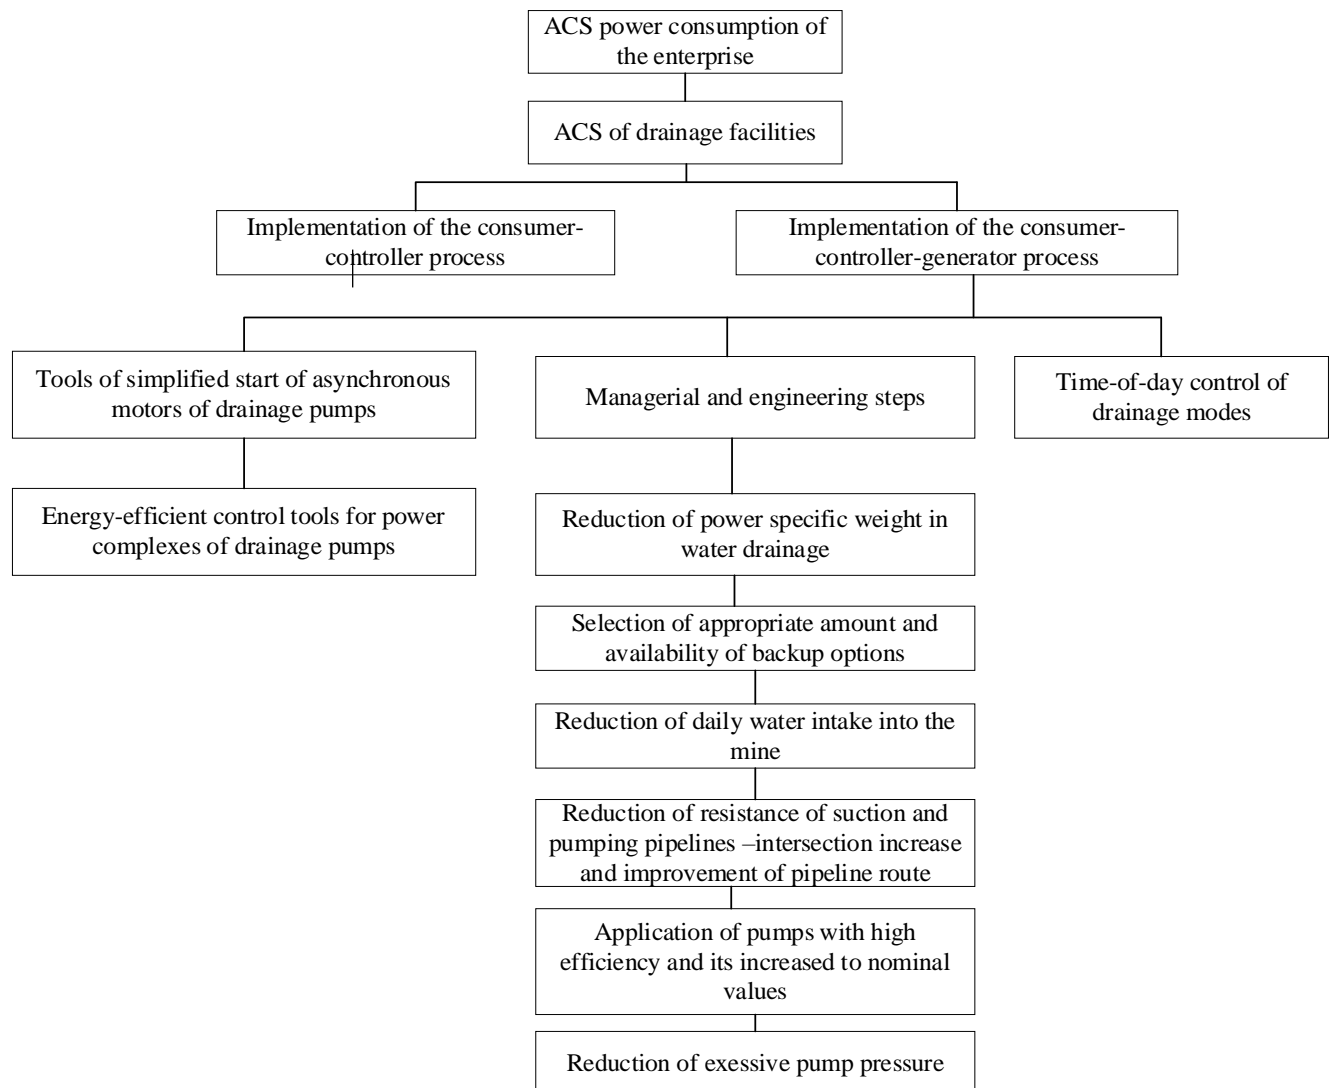 ACS power consumption of
the enterprise
ACS of drainage facilities
Implementation of the consumer-
controller process
Implementation of the consumer-
controller-generator process
Tools of simplified start of asynchronous
motors of drainage pumps
Managerial and engineering steps
Time-of-day control of
drainage modes
Energy-efficient control tools for power
complexes of drainage pumps
Reduction of power specific weight in
water drainage
Selection of appropriate amount and
availability of backup options
Reduction of daily water intake into the
mine
Reduction of resistance of suction and
pumping pipelines –intersection increase
and improvement of pipeline route
Application of pumps with high
efficiency and its increased to nominal
values
Reduction of exessive pump pressure